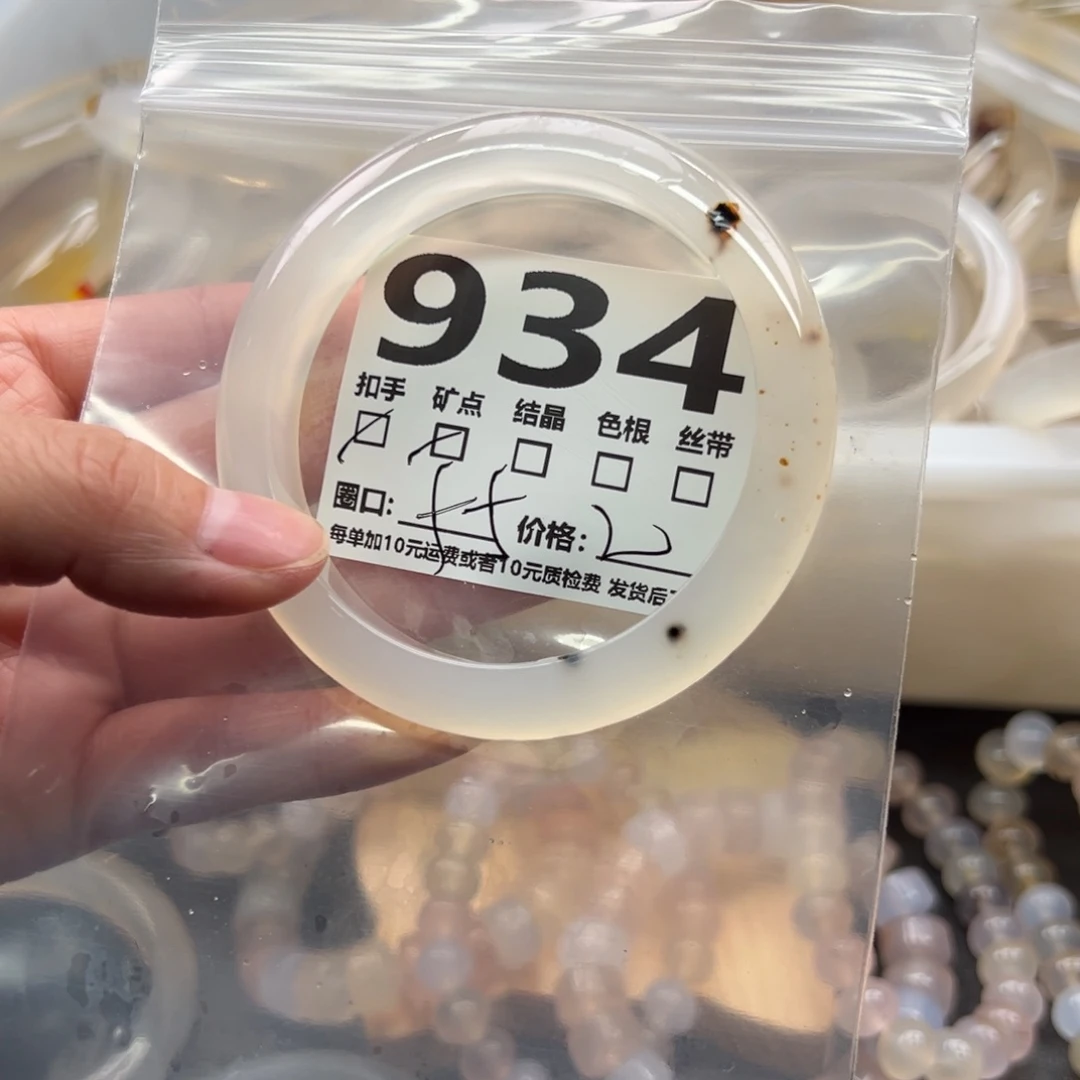 934
扣手 矿点 结晶 色根 丝带
圈口: 价格:
每单加10元运费或者10元质检费 发货后